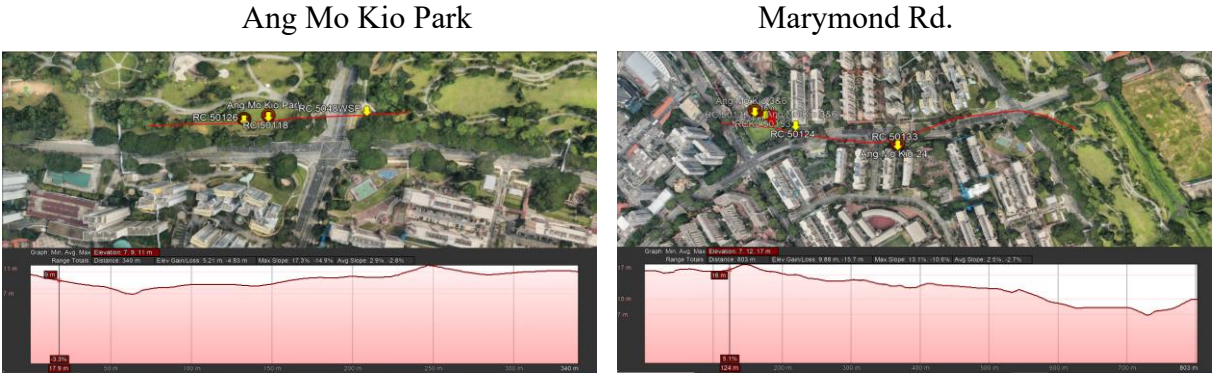 Ang Mo Kio Park
Marymond Rd.
Ang Mo Kio Park
RC 50126
RC 50118
Graph: Min, Avg, Max Elevation: 7, 9, 11 m
Range Totals: Distance: 340 m Elev Gain/Loss: 5.21 m, -4.83 m Max Slope: 17.3%, -14.9% Avg Slope: 2.9%, -2.8%
11 m
9 m
7 m
-3.3%
17.9 m
50 m
100 m
150 m
200 m
250 m
300 m
340 m
RC 50124
RC 50133
Ang Mo Kio 24
Graph: Min, Avg, Max Elevation: 7, 12, 17 m
Range Totals: Distance: 803 m Elev Gain/Loss: 9.86 m, -15.7 m Max Slope: 13.1%, -10.6% Avg Slope: 2.5%, -2.7%
17 m
16 m
10 m
7 m
5.1%
124 m
200 m
300 m
400 m
500 m
600 m
700 m
803 m